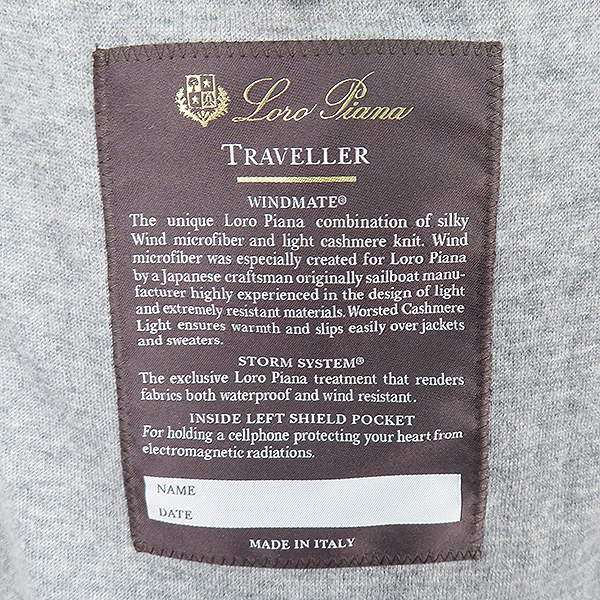 Loro Piana
TRAVELLER
WINDMATE®
The unique Loro Piana combination of silky
Wind microfiber and light cashmere knit. Wind
microfiber was especially created for Loro Piana
by a Japanese craftsman originally sailboat manu-
facturer highly experienced in the design of light
and extremely resistant materials. Worsted Cashmere
Light ensures warmth and slips easily over jackets
and sweaters.
STORM SYSTEM®
The exclusive Loro Piana treatment that renders
fabrics both waterproof and wind resistant.
INSIDE LEFT SHIELD POCKET
For holding a cellphone protecting your heart from
electromagnetic radiations.
NAME
DATE
MADE IN ITALY